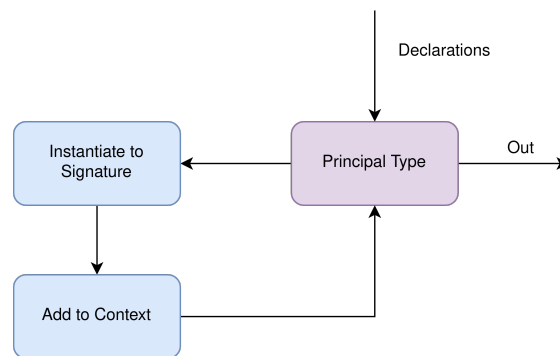 Declarations
Instantiate to
Signature
Principal Type
Out
Add to Context